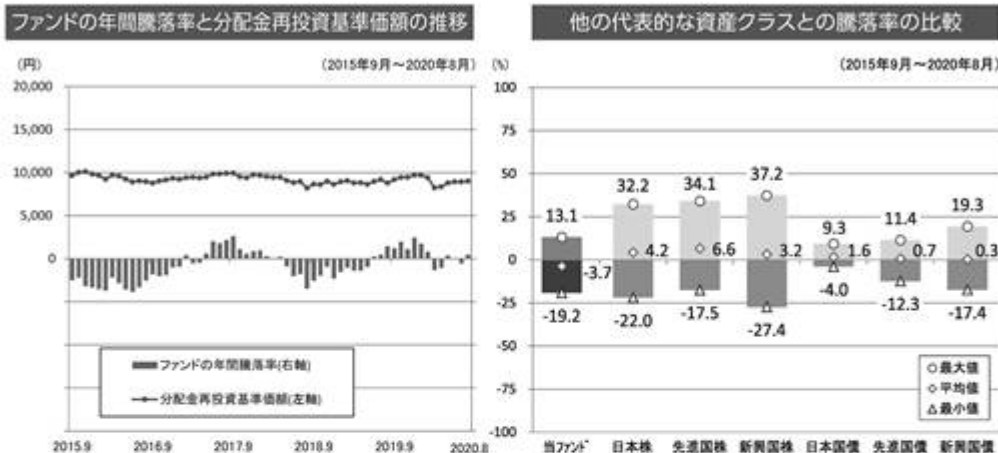 ファンドの年間騰落率と分配金再投資基準価額の推移
(円)
(2015年9月～2020年8月)
20,000
15,000
10,000
5,000
0
ファンドの年間騰落率(右軸)
分配金再投資基準価額(左軸)
2015.9 2016.9 2017.9 2018.9 2019.9 2020.8
他の代表的な資産クラスとの騰落率の比較
(%)
(2015年9月～2020年8月)
100
75
50
25
0
-25
-50
-75
-100
13.1 32.2 34.1 37.2 9.3 11.4 19.3
-3.7 4.2 6.6 3.2 1.6 0.7 0.3
-19.2 -22.0 -17.5 -27.4 -4.0 -12.3 -17.4
最大値
平均値
最小値
当ファンド 日本株 先進国株 新興国株 日本国債 先進国債 新興国債